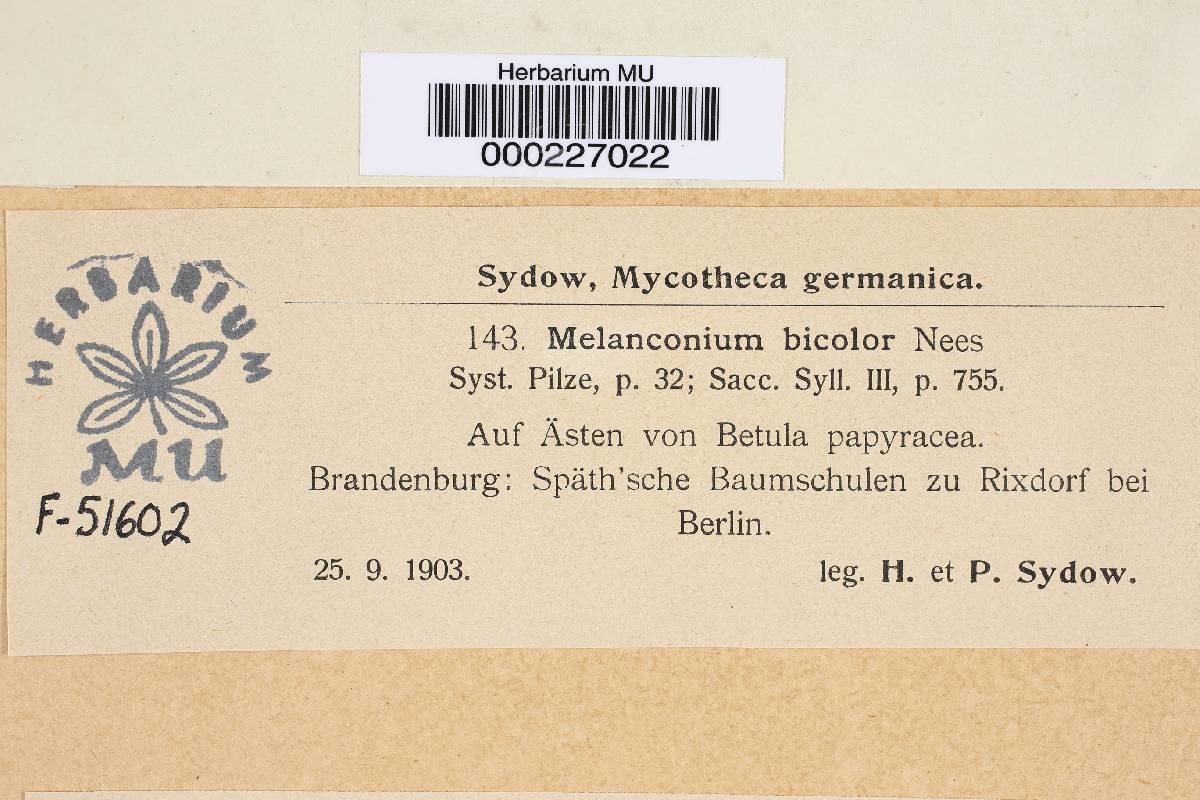 Herbarium MU
000227022
HERBARIUM
MU
F-51602
Sydow, Mycotheca germanica.
143. Melanconium bicolor Nees
Syst. Pilze, p. 32; Sacc. Syll. III, p. 755.
Auf Ästen von Betula papyracea.
Brandenburg: Späth'sche Baumschulen zu Rixdorf bei
Berlin.
25. 9. 1903. leg. H. et P. Sydow.